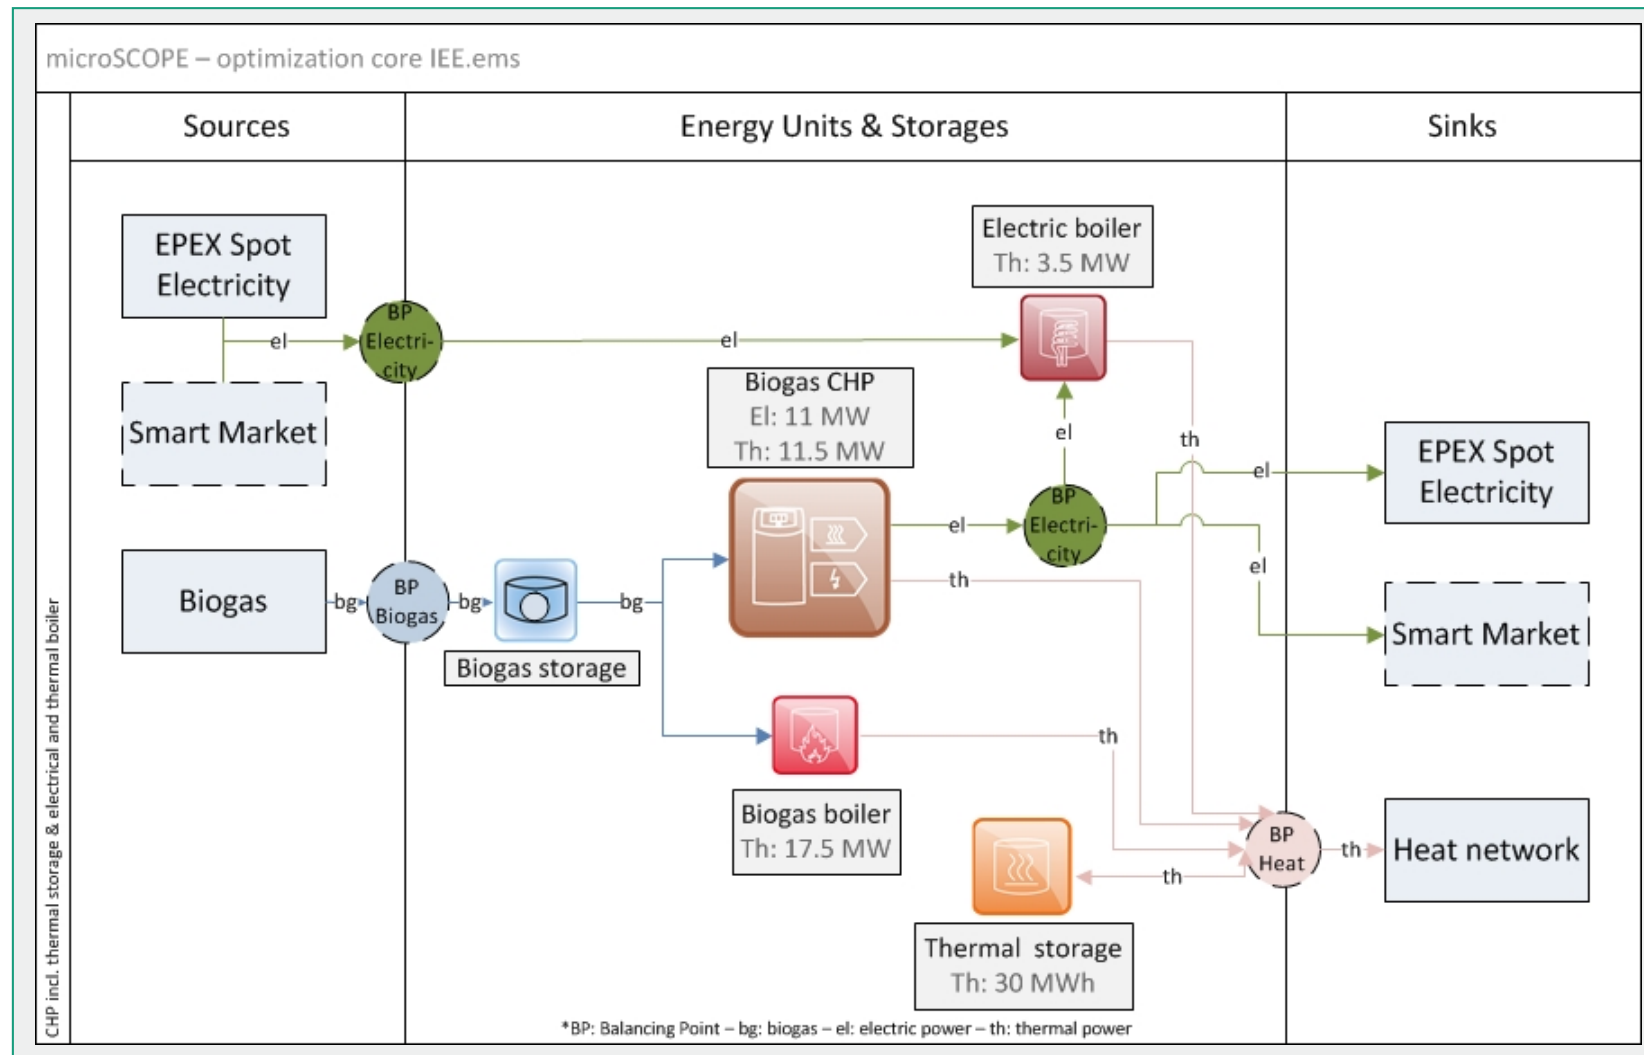 microSCOPE – optimization core IEE.ems
Sources
Energy Units & Storages
Sinks
CHP incl. thermal storage & electrical and thermal boiler
EPEX Spot
Electricity
el
Smart Market
BP
Electri-
city
el
Electric boiler
Th: 3.5 MW
el
th
Biogas CHP
El: 11 MW
Th: 11.5 MW
el
th
BP
Electri-
city
el
el
EPEX Spot
Electricity
Smart Market
Biogas
bg
BP
Biogas
bg
Biogas storage
bg
Biogas boiler
Th: 17.5 MW
th
Thermal storage
Th: 30 MWh
th
BP
Heat
th
Heat network
*BP: Balancing Point – bg: biogas – el: electric power – th: thermal power